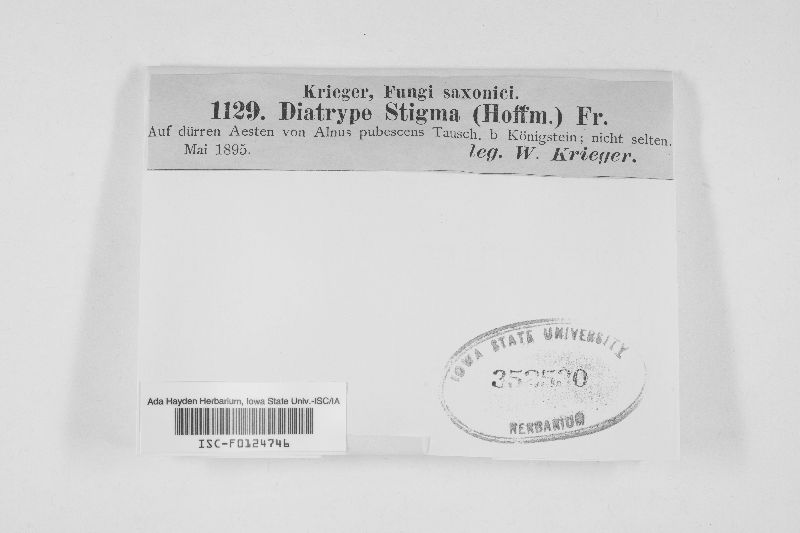 Krieger, Fungi saxonici.
1129. Diatrype Stigma (Hoffm.) Fr.
Auf dürren Aesten von Alnus pubescens Tausch. b Königstein; nicht selten.
Mai 1895. leg. W. Krieger.
IOWA STATE UNIVERSITY
HERBARIUM
Ada Hayden Herbarium, Iowa State Univ.-ISC/IA
ISC-F0124746